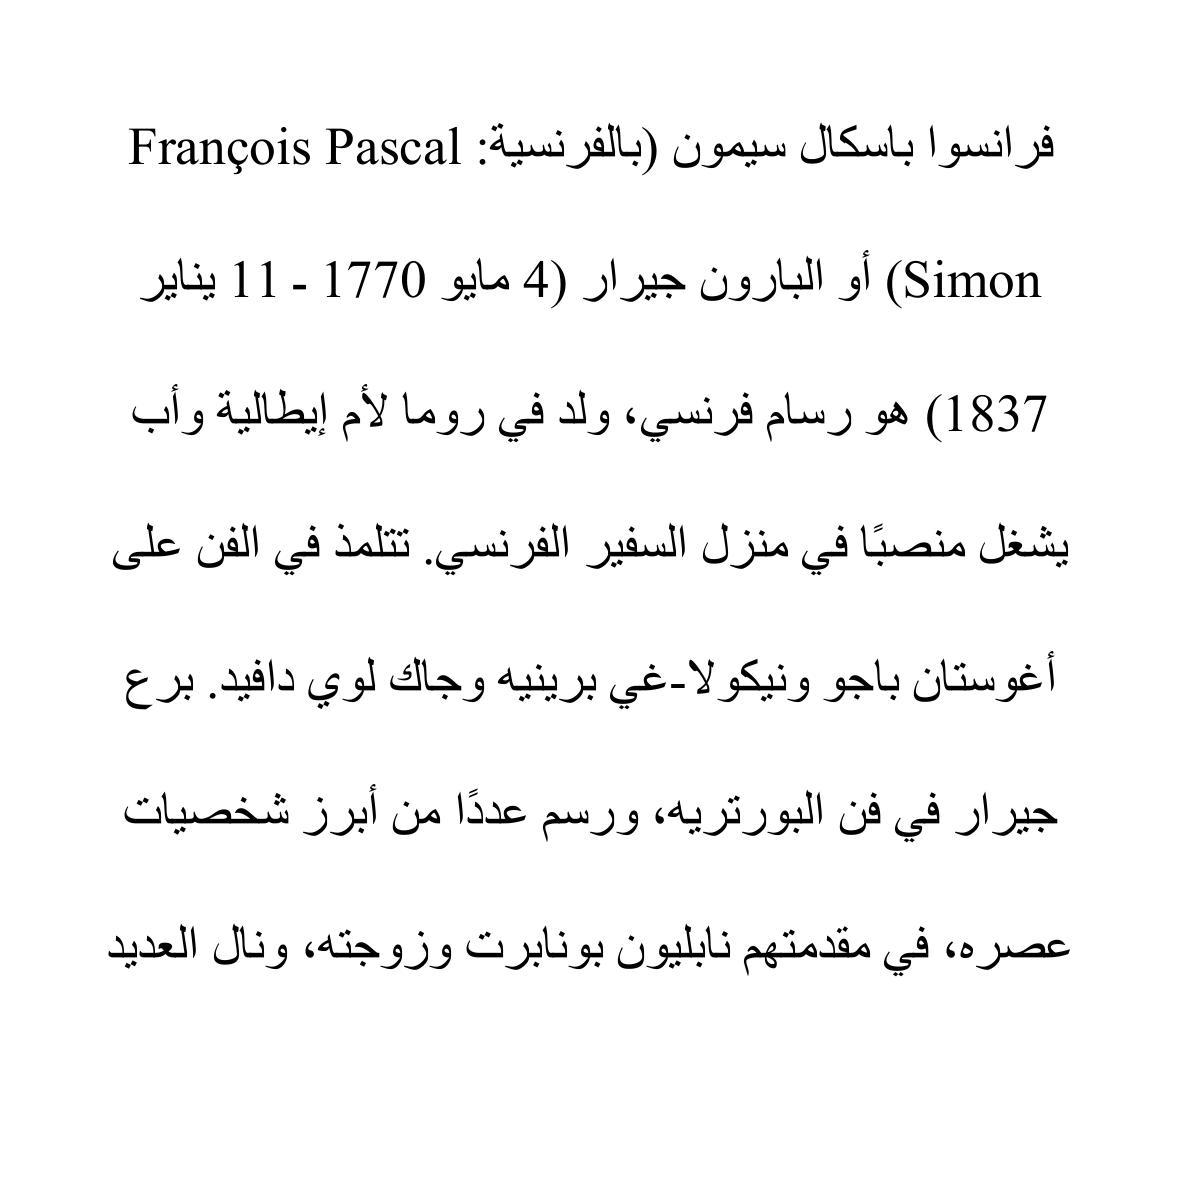 فرانسوا باسكال سيمون (بالفرنسية: François Pascal
Simon) أو البارون جيرار (4 مايو 1770 - 11 يناير
1837) هو رسام فرنسي، ولد في روما لأم إيطالية وأب
يشغل منصبًا في منزل السفير الفرنسي. تتلمذ في الفن على
أغوستان باجو ونيكولا-غي برينيه وجاك لوي دافيد. برع
جيرار في فن البورتريه، ورسم عددًا من أبرز شخصيات
عصره، في مقدمتهم نابليون بونابرت وزوجته، ونال العديد